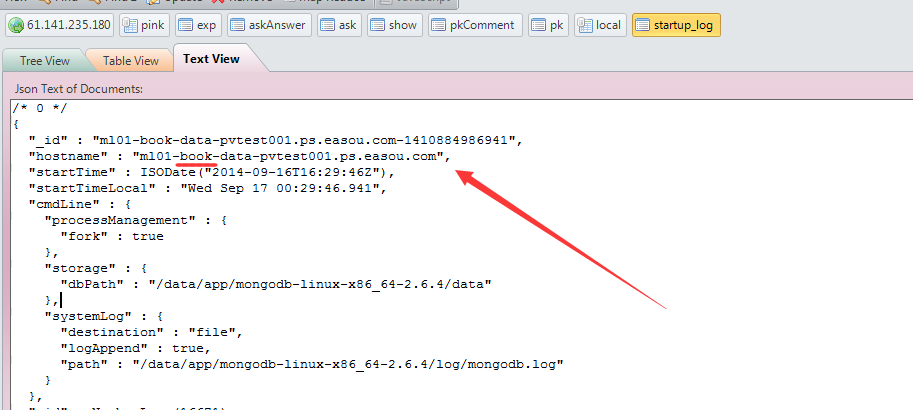 61.141.235.180 pink exp askAnswer ask show pkComment pk local startup_log
Tree View Table View Text View
Json Text of Documents:
/* 0 */
{
"_id" : "ml01-book-data-pvtest001.ps.easou.com-1410884986941",
"hostname" : "ml01-book-data-pvtest001.ps.easou.com",
"startTime" : ISODate("2014-09-16T16:29:46Z"),
"startTimeLocal" : "Wed Sep 17 00:29:46.941",
"cmdLine" : {
"processManagement" : {
"fork" : true
},
"storage" : {
"dbPath" : "/data/app/mongodb-linux-x86_64-2.6.4/data"
},
"systemLog" : {
"destination" : "file",
"logAppend" : true,
"path" : "/data/app/mongodb-linux-x86_64-2.6.4/log/mongodb.log"
}
},